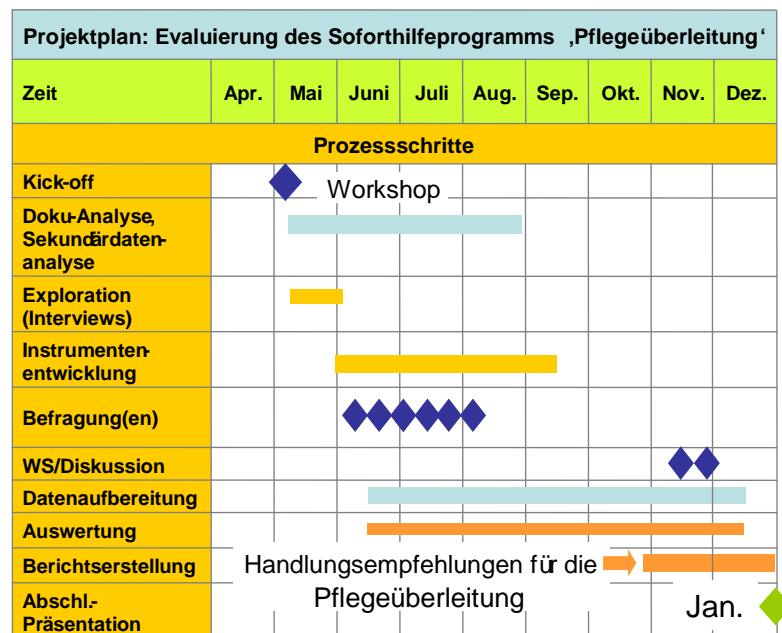 Projektplan: Evaluierung des Soforthilfeprogramms ‚Pflegeüberleitung‘
Zeit Apr. Mai Juni Juli Aug. Sep. Okt. Nov. Dez.
Prozessschritte
Kick-off
Workshop
Doku-Analyse,
Sekundärdaten-
analyse
Exploration
(Interviews)
Instrumenten-
entwicklung
Befragung(en)
WS/Diskussion
Datenaufbereitung
Auswertung
Berichtserstellung
Handlungsempfehlungen für die
Pflegeüberleitung
Abschl.-
Präsentation
Jan.